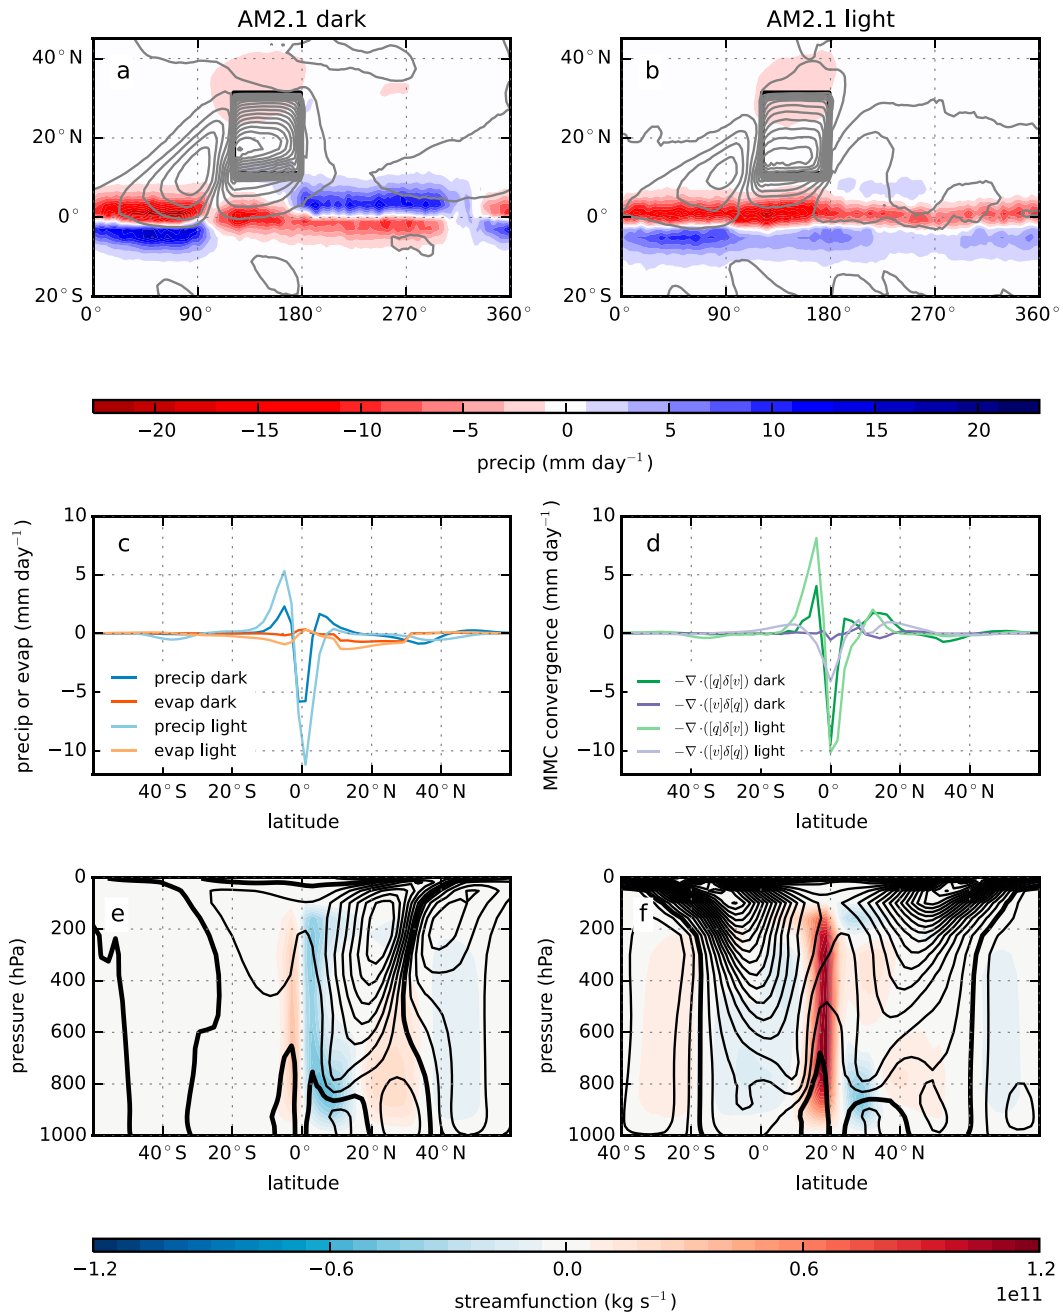 AM2.1 dark AM2.1 light
40°N 40°N
a b
20°N 20°N
0° 0°
20°S 20°S
0° 90° 180° 270° 360° 0° 90° 180° 270° 360°
−20 −15 −10 −5 0 5 10 15 20
precip (mm day⁻¹)
10 10
c d
5 5
0 0
−5 −5
−10 −10
precip or evap (mm day⁻¹)
MMC convergence (mm day⁻¹)
precip dark
evap dark
precip light
evap light
−∇·([q]δ[v]) dark
−∇·([v]δ[q]) dark
−∇·([q]δ[v]) light
−∇·([v]δ[q]) light
40°S 20°S 0° 20°N 40°N 40°S 20°S 0° 20°N 40°N
latitude latitude
0 0
e f
200 200
400 400
600 600
800 800
1000 1000
pressure (hPa) pressure (hPa)
40°S 20°S 0° 20°N 40°N 40°S 20°S 0° 20°N 40°N
latitude latitude
−1.2 −0.6 0.0 0.6 1.2
1e11
streamfunction (kg s⁻¹)